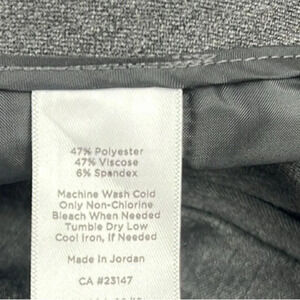 47% Polyester
47% Viscose
6% Spandex
Machine Wash Cold
Only Non-Chlorine
Bleach When Needed
Tumble Dry Low
Cool Iron, If Needed
Made In Jordan
CA #23147